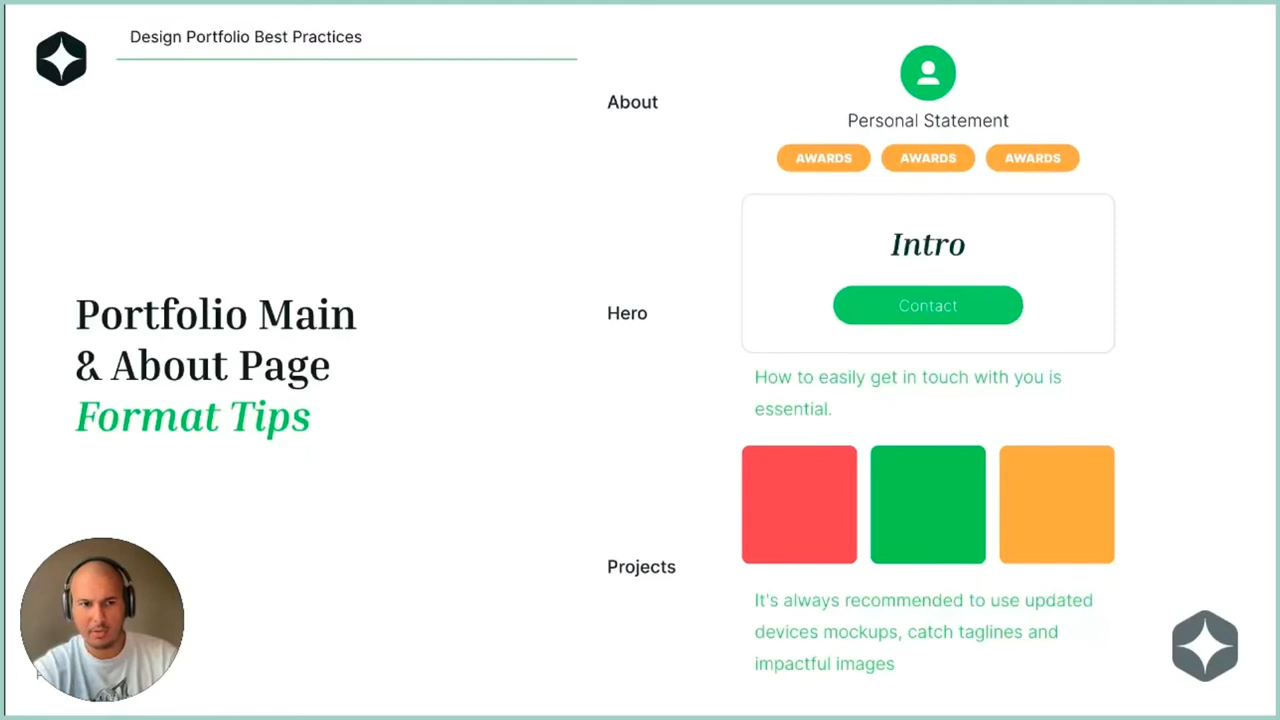 Design Portfolio Best Practices
Portfolio Main
& About Page
Format Tips
About
Personal Statement
AWARDS AWARDS AWARDS
Hero
Intro
Contact
How to easily get in touch with you is
essential.
Projects
It's always recommended to use updated
devices mockups, catch taglines and
impactful images